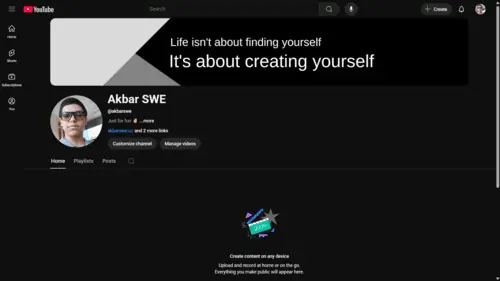 YouTube
Search
Create
Home
Shorts
Subscriptions
You
Life isn't about finding yourself
It's about creating yourself
Akbar SWE
@akbarswe
Just for fun ...more
and 2 more links
Customize channel
Manage videos
Home
Playlists
Posts
Create content on any device
Upload and record at home or on the go.
Everything you make public will appear here.